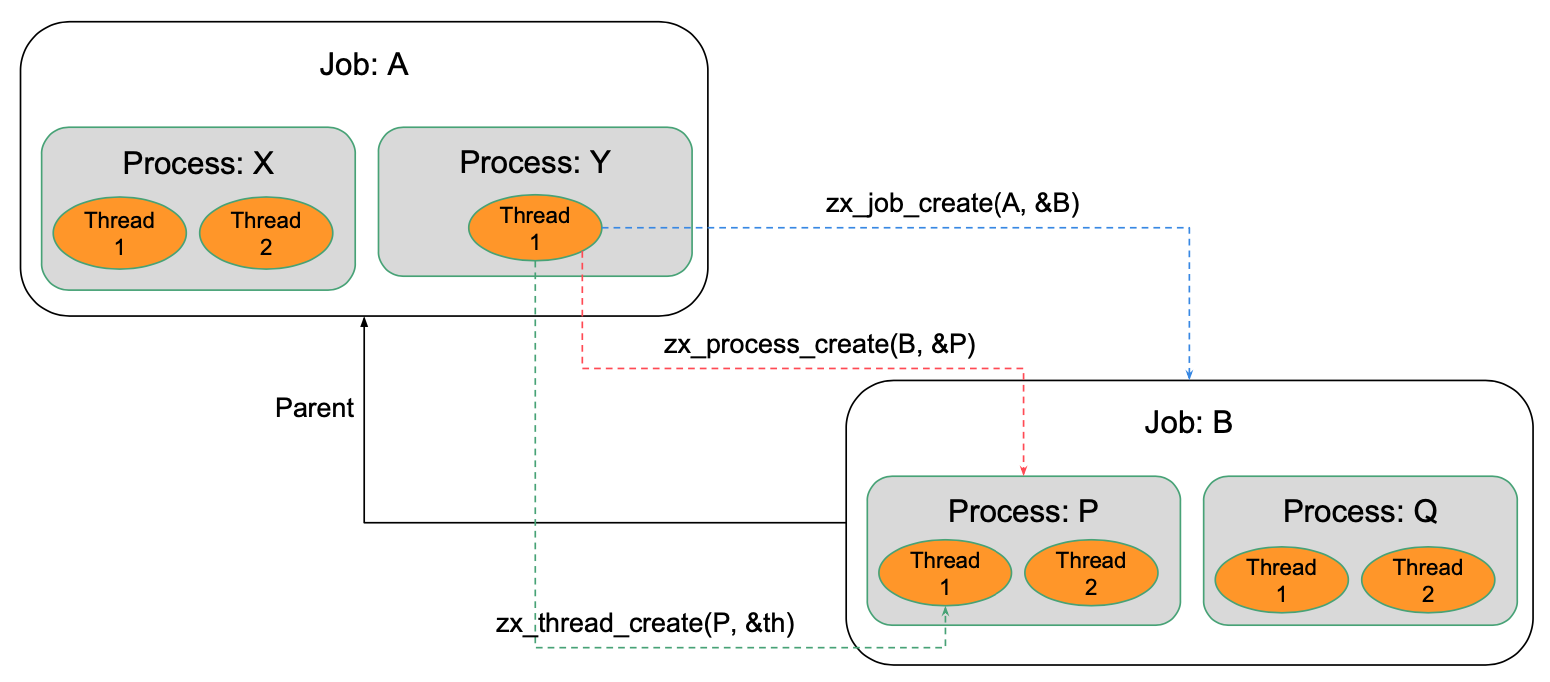 Job: A
Process: X
Thread
1
Thread
2
Process: Y
Thread
1
zx_job_create(A, &B)
zx_process_create(B, &P)
Parent
Job: B
Process: P
Thread
1
Thread
2
Process: Q
Thread
1
Thread
2
zx_thread_create(P, &th)